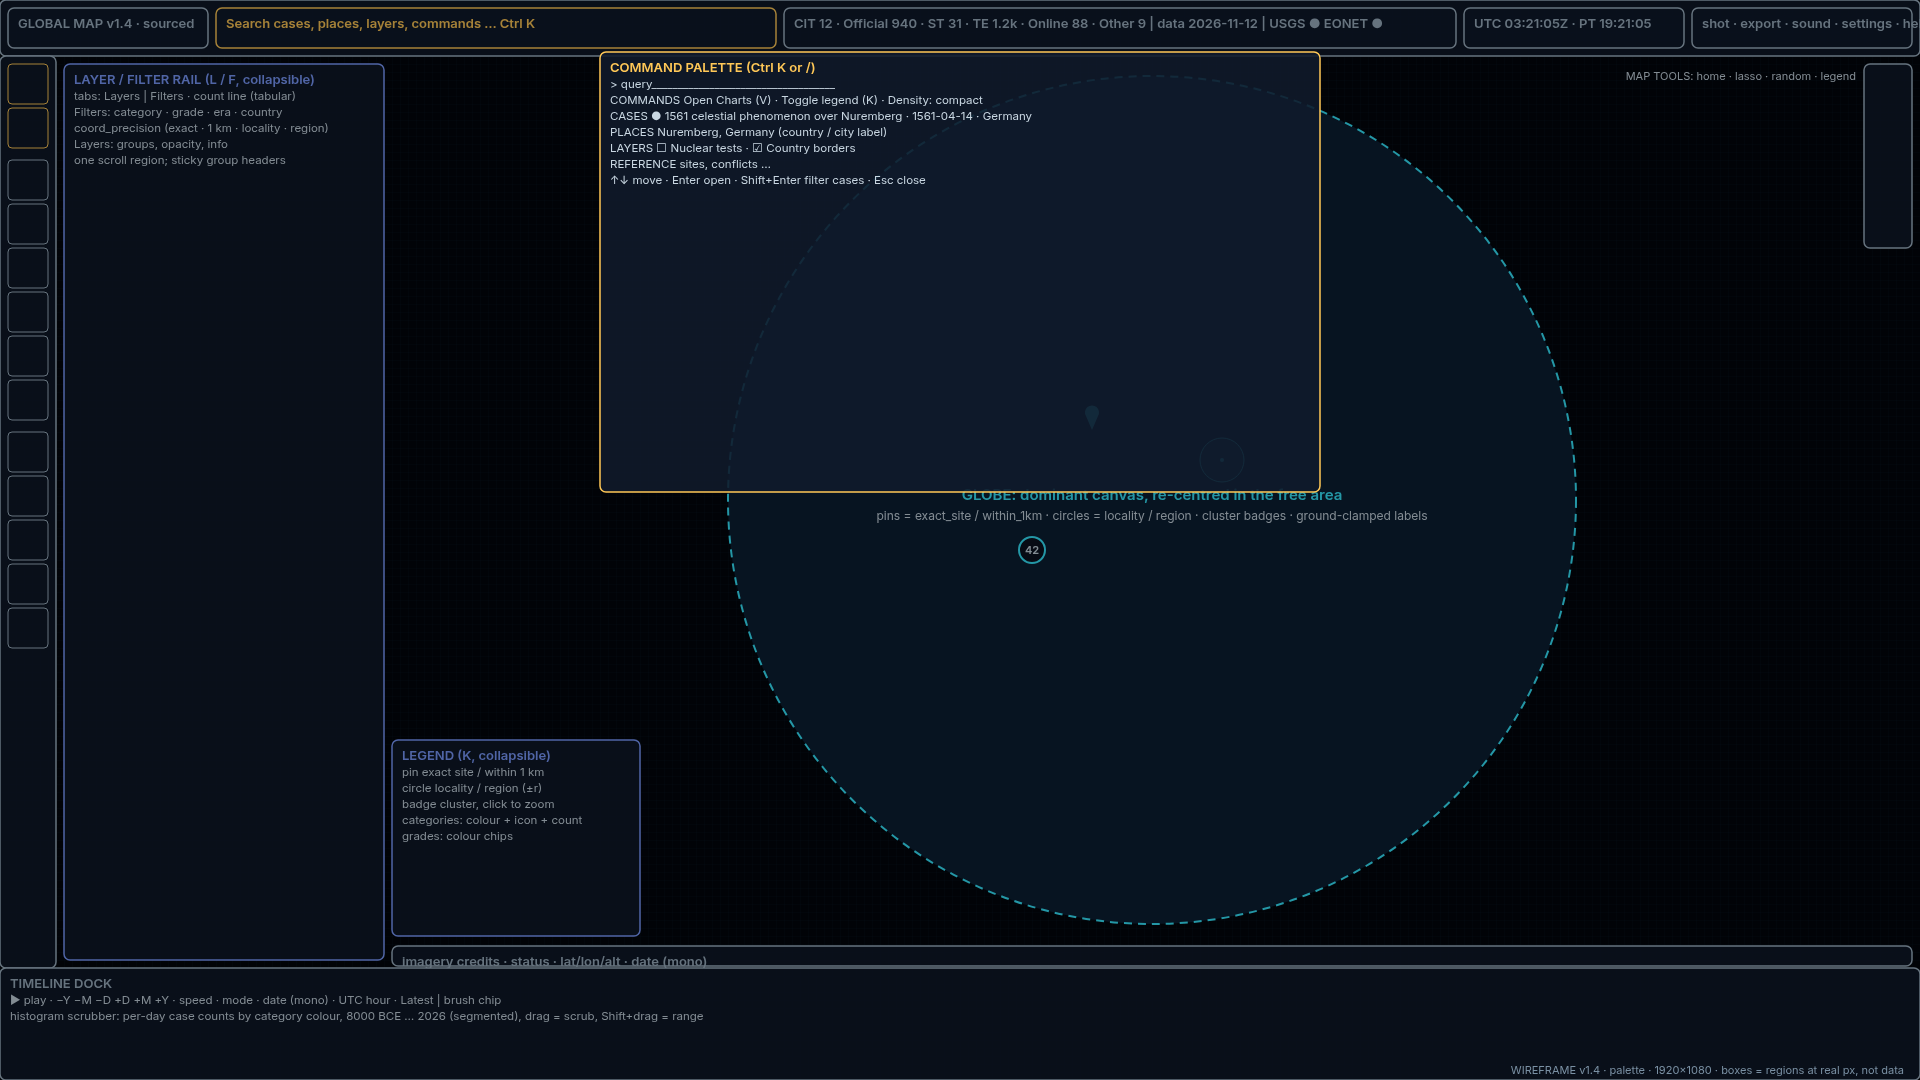 GLOBAL MAP v1.4 · sourced
Search cases, places, layers, commands ... Ctrl K
CIT 12 · Official 940 · ST 31 · TE 1.2k · Online 88 · Other 9 | data 2026-11-12 | USGS ● EONET ●
UTC 03:21:05Z · PT 19:21:05
shot · export · sound · settings · he
LAYER / FILTER RAIL (L / F, collapsible)
tabs: Layers | Filters · count line (tabular)
Filters: category · grade · era · country
coord_precision (exact · 1 km · locality · region)
Layers: groups, opacity, info
one scroll region; sticky group headers
COMMAND PALETTE (Ctrl K or /)
> query______________________________
COMMANDS Open Charts (V) · Toggle legend (K) · Density: compact
CASES ● 1561 celestial phenomenon over Nuremberg · 1561-04-14 · Germany
PLACES Nuremberg, Germany (country / city label)
LAYERS ☐ Nuclear tests · ☑ Country borders
REFERENCE sites, conflicts ...
↑↓ move · Enter open · Shift+Enter filter cases · Esc close
MAP TOOLS: home · lasso · random · legend
GLOBE: dominant canvas, re-centred in the free area
pins = exact_site / within_1km · circles = locality / region · cluster badges · ground-clamped labels
42
LEGEND (K, collapsible)
pin exact site / within 1 km
circle locality / region (±r)
badge cluster, click to zoom
categories: colour + icon + count
grades: colour chips
Imagery credits · status · lat/lon/alt · date (mono)
TIMELINE DOCK
▶ play · −Y −M −D +D +M +Y · speed · mode · date (mono) · UTC hour · Latest | brush chip
histogram scrubber: per-day case counts by category colour, 8000 BCE ... 2026 (segmented), drag = scrub, Shift+drag = range
WIREFRAME v1.4 · palette · 1920×1080 · boxes = regions at real px, not data